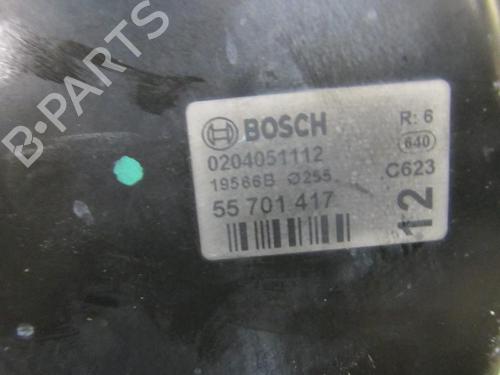 B-PARTS
BOSCH
R: 6
0204051112
640
19566B Ø255
C623
55 701 417
12